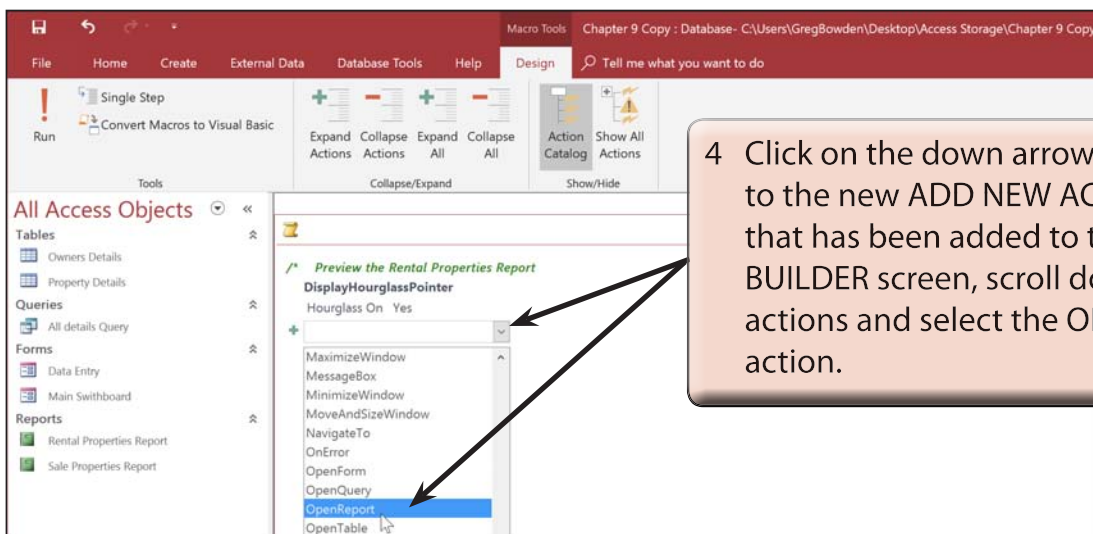 Macro Tools Chapter 9 Copy : Database- C:\Users\GregBowden\Desktop\Access Storage\Chapter 9 Copy
File Home Create External Data Database Tools Help Design Tell me what you want to do
Run
Single Step
Convert Macros to Visual Basic
Tools
Expand Actions
Collapse Actions
Expand All
Collapse All
Collapse/Expand
Action Catalog
Show All Actions
Show/Hide
All Access Objects
Tables
Owners Details
Property Details
Queries
All details Query
Forms
Data Entry
Main Swithboard
Reports
Rental Properties Report
Sale Properties Report
/* Preview the Rental Properties Report
DisplayHourglassPointer
Hourglass On Yes
MaximizeWindow
MessageBox
MinimizeWindow
MoveAndSizeWindow
NavigateTo
OnError
OpenForm
OpenQuery
OpenReport
OpenTable
4 Click on the down arrow
to the new ADD NEW
that has been added to
BUILDER screen, scroll
actions and select the
action.